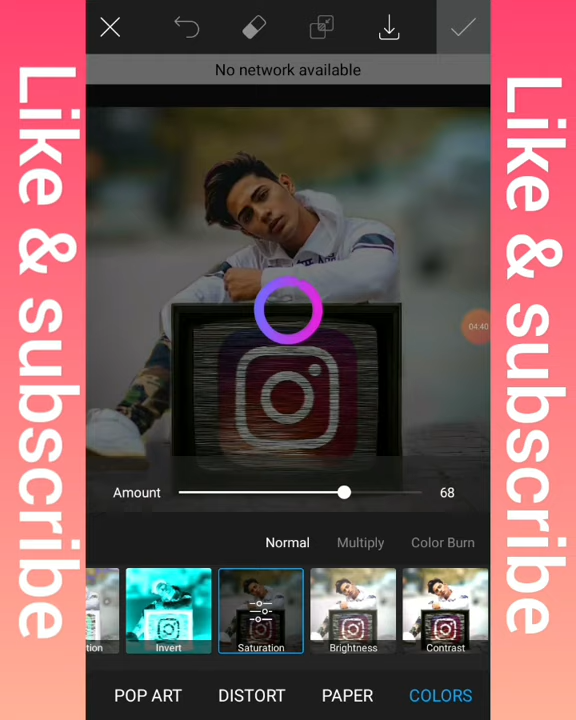 No network available
Like & subscribe
Like & subscribe
04:40
Amount 68
Normal Multiply Color Burn
tion Invert Saturation Brightness Contrast
POP ART DISTORT PAPER COLORS